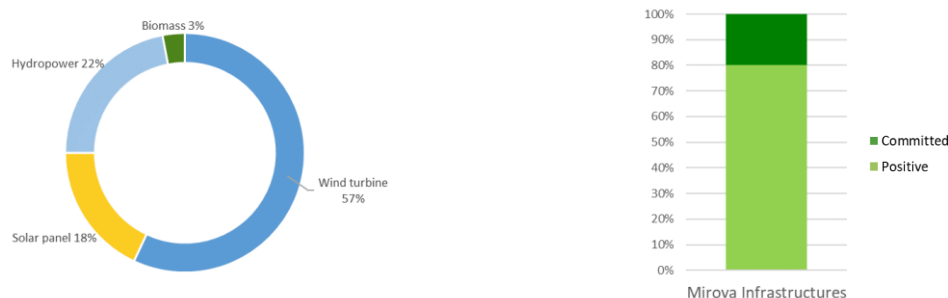 Biomass 3%
Hydropower 22%
Wind turbine
57%
Solar panel 18%
100%
90%
80%
70%
60%
50%
40%
30%
20%
10%
0%
Committed
Positive
Mirova Infrastructures